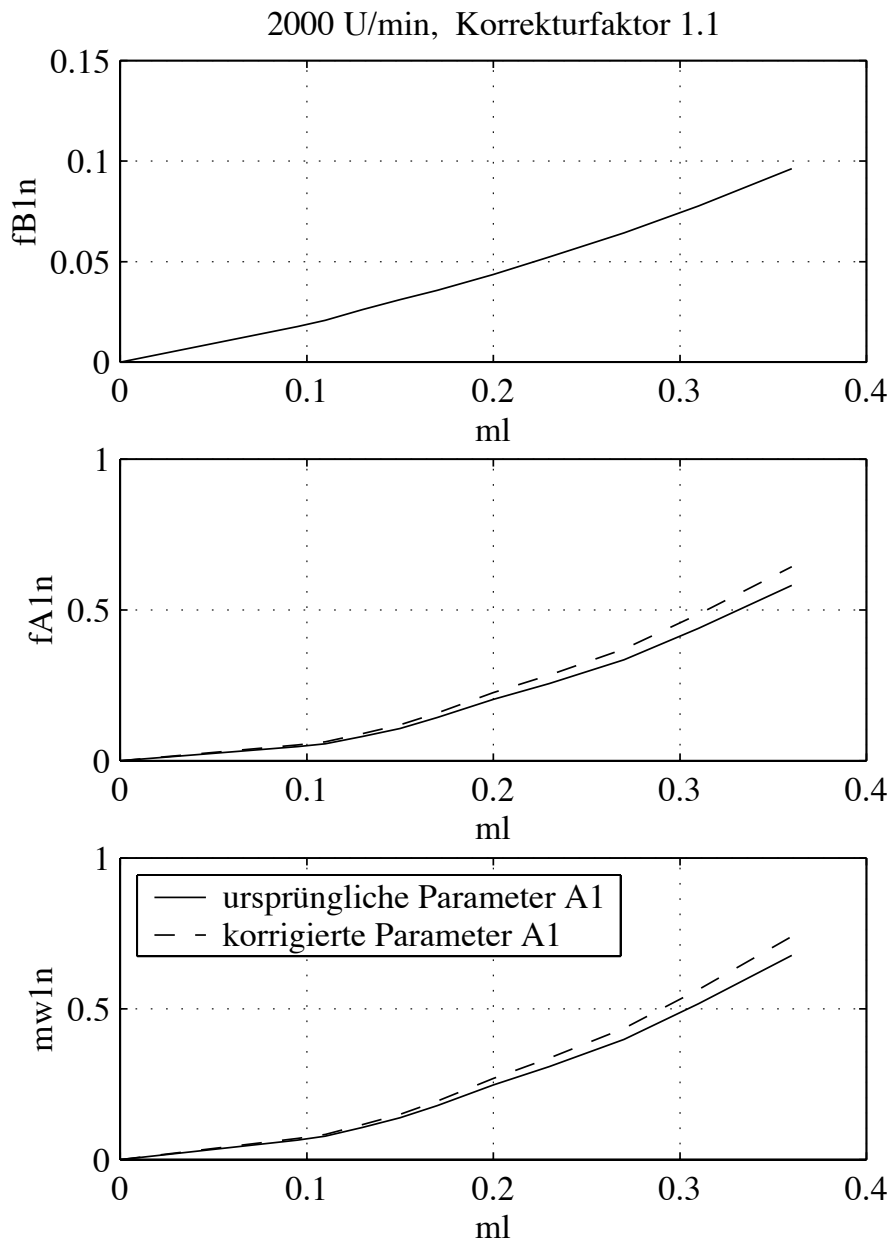 2000 U/min, Korrekturfaktor 1.1
0.15
0.1
0.05
0
fB1n
0 0.1 0.2 0.3 0.4
ml
1
0.5
0
fA1n
0 0.1 0.2 0.3 0.4
ml
1
0.5
0
mw1n
ursprüngliche Parameter A1
korrigierte Parameter A1
0 0.1 0.2 0.3 0.4
ml